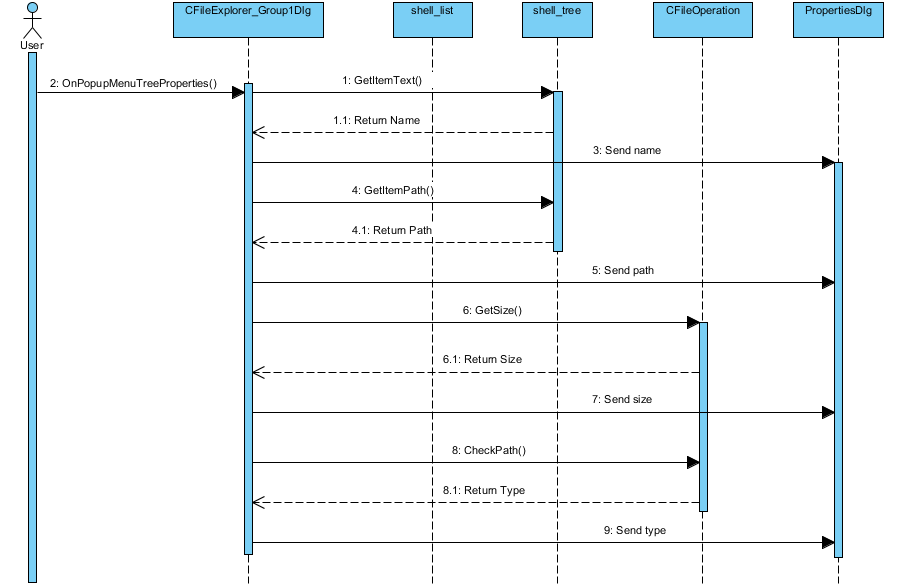 CFileExplorer_Group1Dlg
shell_list
shell_tree
CFileOperation
PropertiesDlg
User
2: OnPopupMenuTreeProperties()
1: GetItemText()
1.1: Return Name
3: Send name
4: GetItemPath()
4.1: Return Path
5: Send path
6: GetSize()
6.1: Return Size
7: Send size
8: CheckPath()
8.1: Return Type
9: Send type